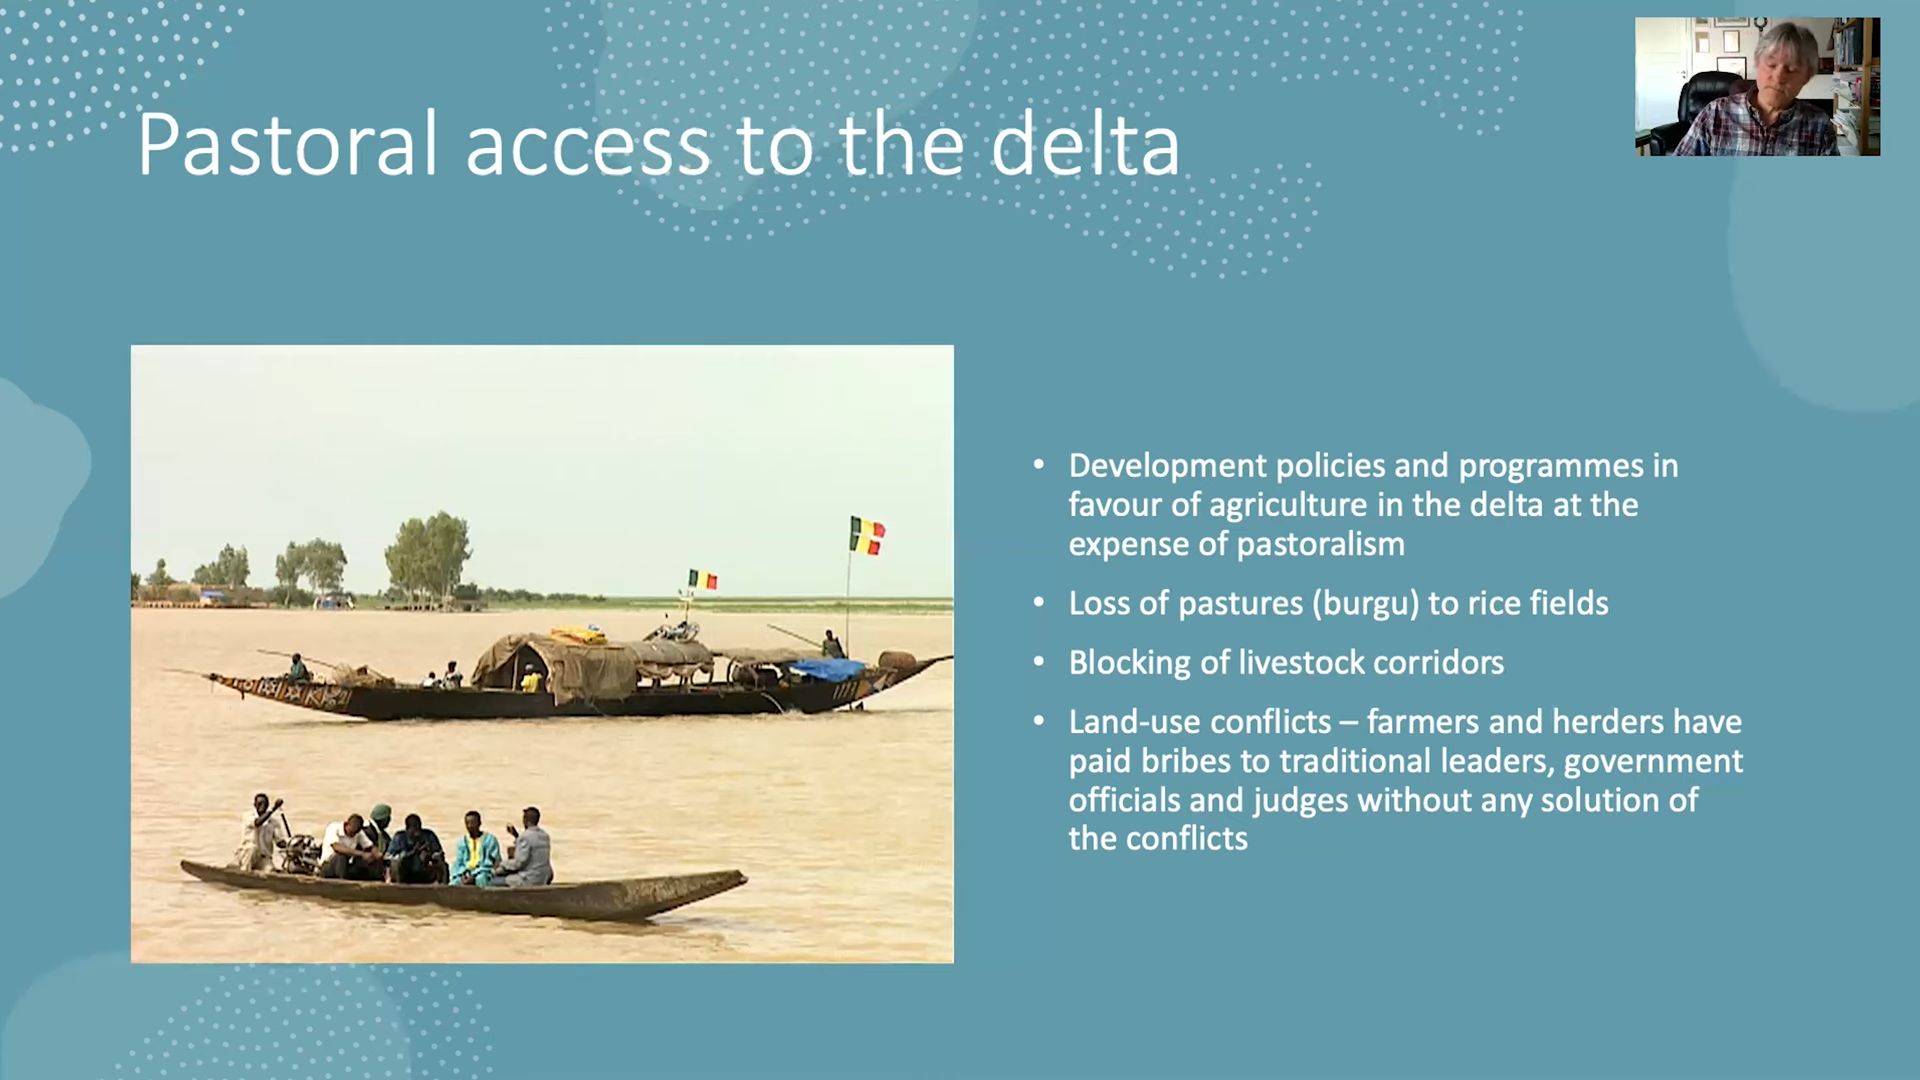 Pastoral access to the delta
• Development policies and programmes in
favour of agriculture in the delta at the
expense of pastoralism
• Loss of pastures (burgu) to rice fields
• Blocking of livestock corridors
• Land-use conflicts – farmers and herders have
paid bribes to traditional leaders, government
officials and judges without any solution of
the conflicts